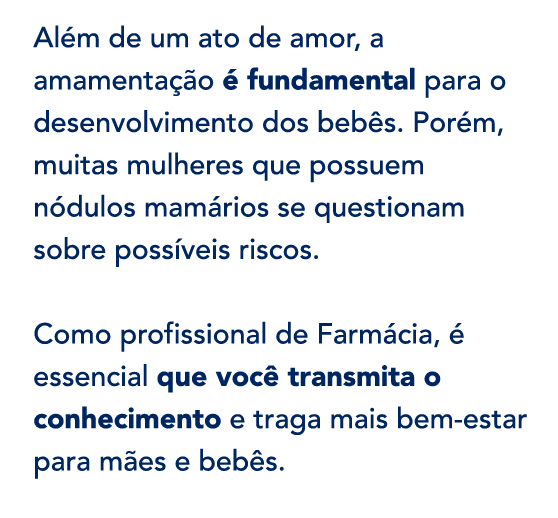 Além de um ato de amor, a
amamentação é fundamental para o
desenvolvimento dos bebês. Porém,
muitas mulheres que possuem
nódulos mamários se questionam
sobre possíveis riscos.
Como profissional de Farmácia, é
essencial que você transmita o
conhecimento e traga mais bem-estar
para mães e bebês.